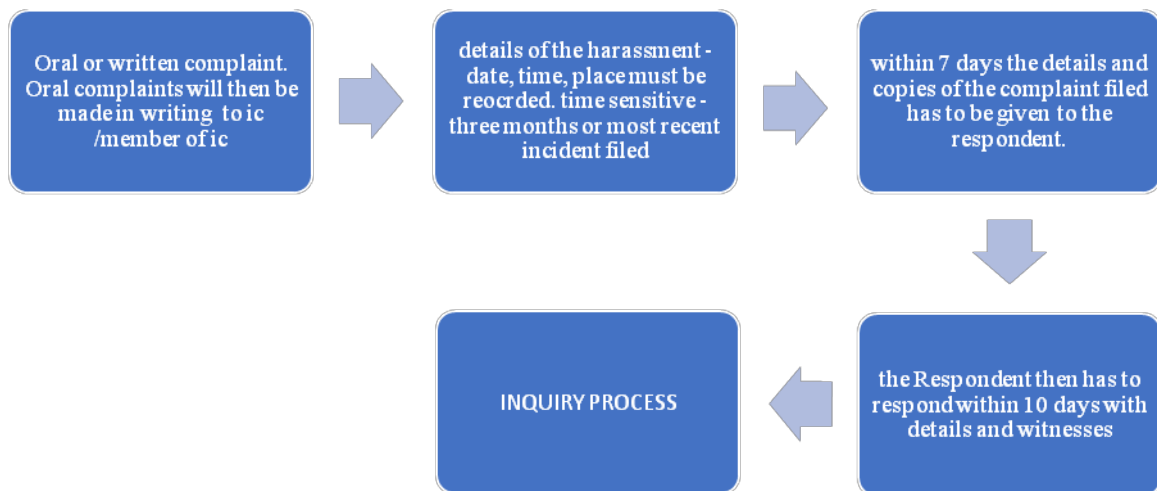 Oral or written complaint.
Oral complaints will then be
made in writing to ic
/member of ic
details of the harassment -
date, time, place must be
reocrded. time sensitive -
three months or most recent
incident filed
within 7 days the details and
copies of the complaint filed
has to be given to the
respondent.
the Respondent then has to
respond within 10 days with
details and witnesses
INQUIRY PROCESS